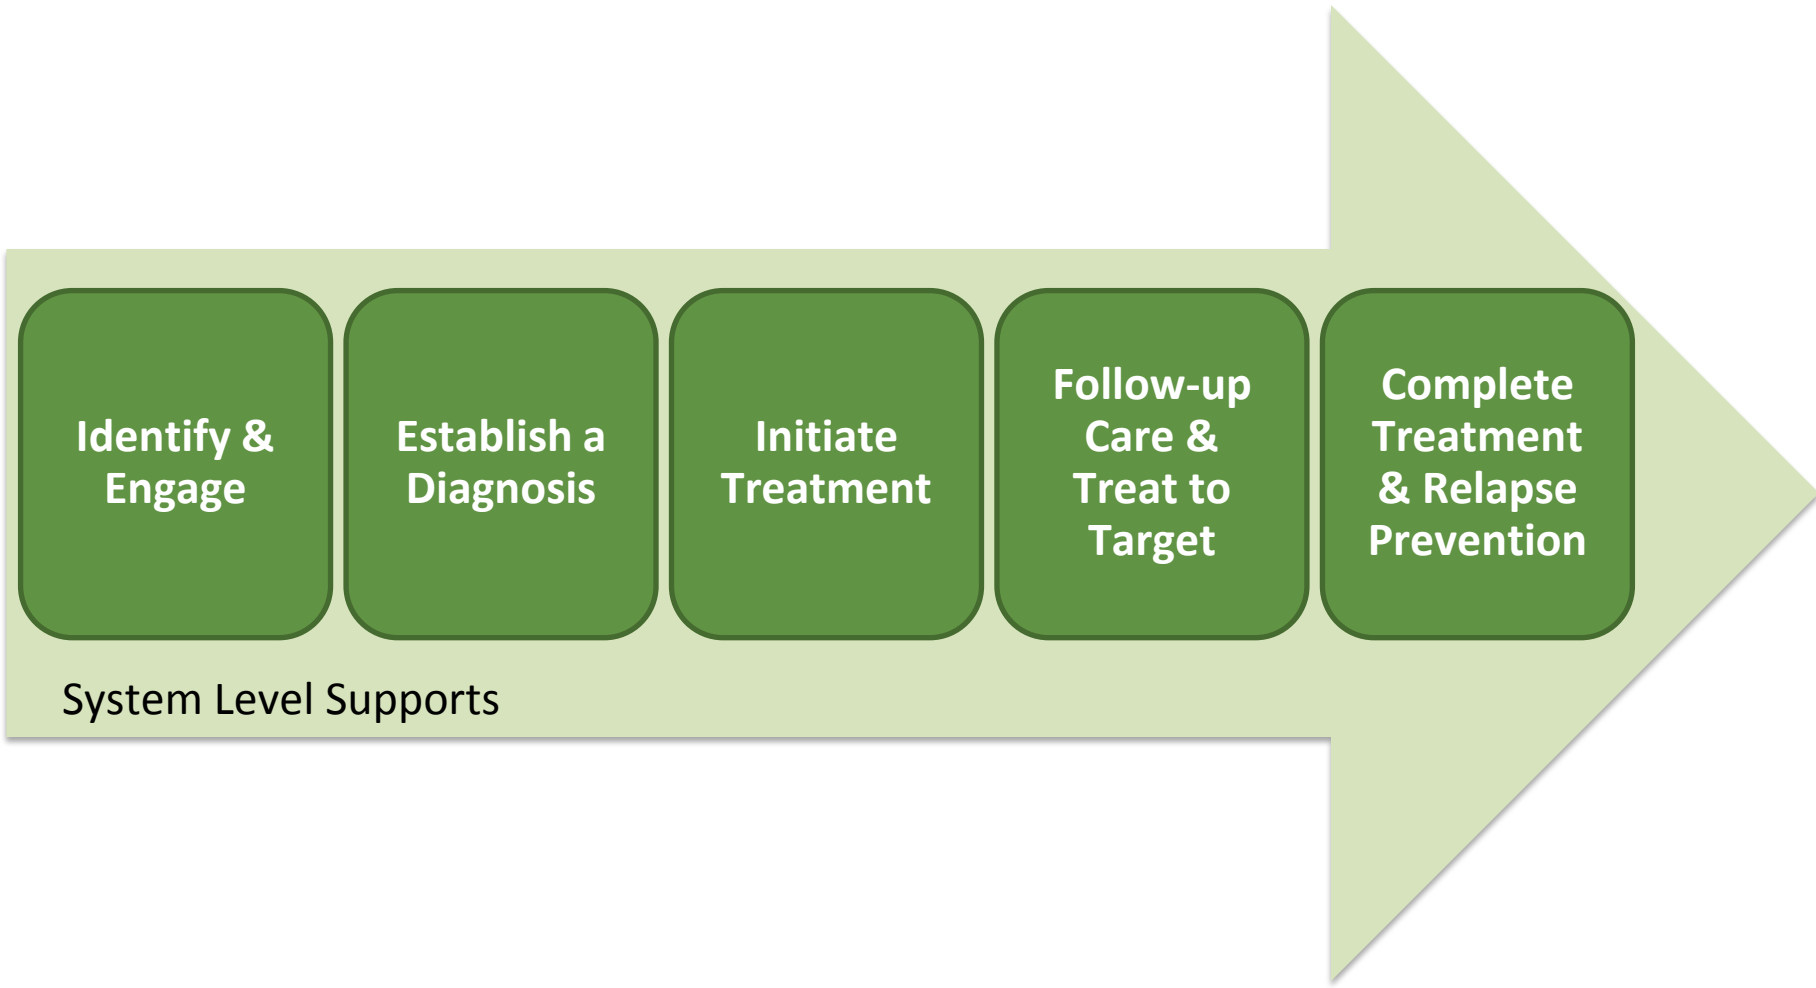 Identify &
Engage
Establish a
Diagnosis
Initiate
Treatment
Follow-up
Care &
Treat to
Target
Complete
Treatment
& Relapse
Prevention
System Level Supports